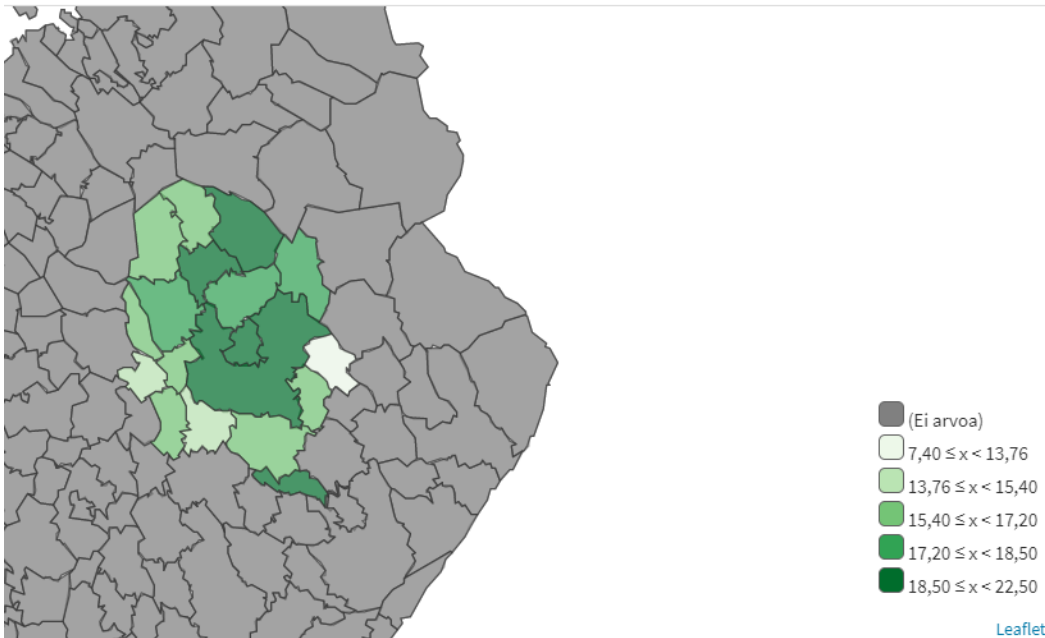 (Ei arvoa)
7,40 ≤ x < 13,76
13,76 ≤ x < 15,40
15,40 ≤ x < 17,20
17,20 ≤ x < 18,50
18,50 ≤ x < 22,50
Leaflet